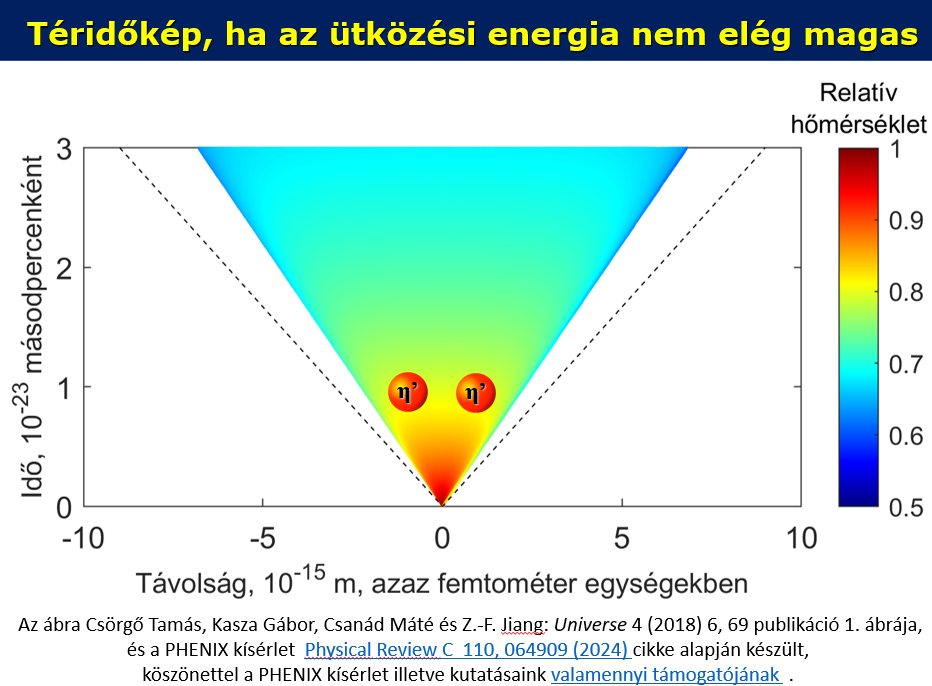 Téridőkép, ha az ütközési energia nem elég magas
Relatív
hőmérséklet
3
2
1
0
Idő, 10-23 másodpercenként
η’
η’
-10
-5
0
5
10
1
0.9
0.8
0.7
0.6
0.5
Távolság, 10-15 m, azaz femtométer egységekben
Az ábra Csörgő Tamás, Kasza Gábor, Csanád Máté és Z.-F. Jiang: Universe 4 (2018) 6, 69 publikáció 1. ábrája,
és a PHENIX kísérlet Physical Review C 110, 064909 (2024) cikke alapján készült,
köszönettel a PHENIX kísérlet illetve kutatásaink valamennyi támogatójának .